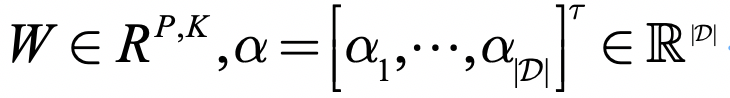 W ∈ R^{P,K}, α = [α_1, ⋯, α_{|𝒟|}]^τ ∈ ℝ^{|𝒟|}